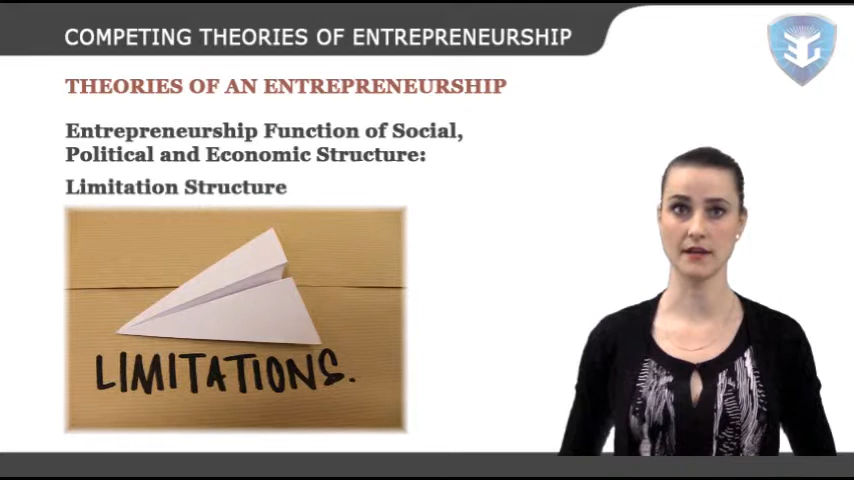 COMPETING THEORIES OF ENTREPRENEURSHIP
THEORIES OF AN ENTREPRENEURSHIP
Entrepreneurship Function of Social,
Political and Economic Structure:
Limitation Structure
LIMITATIONS.